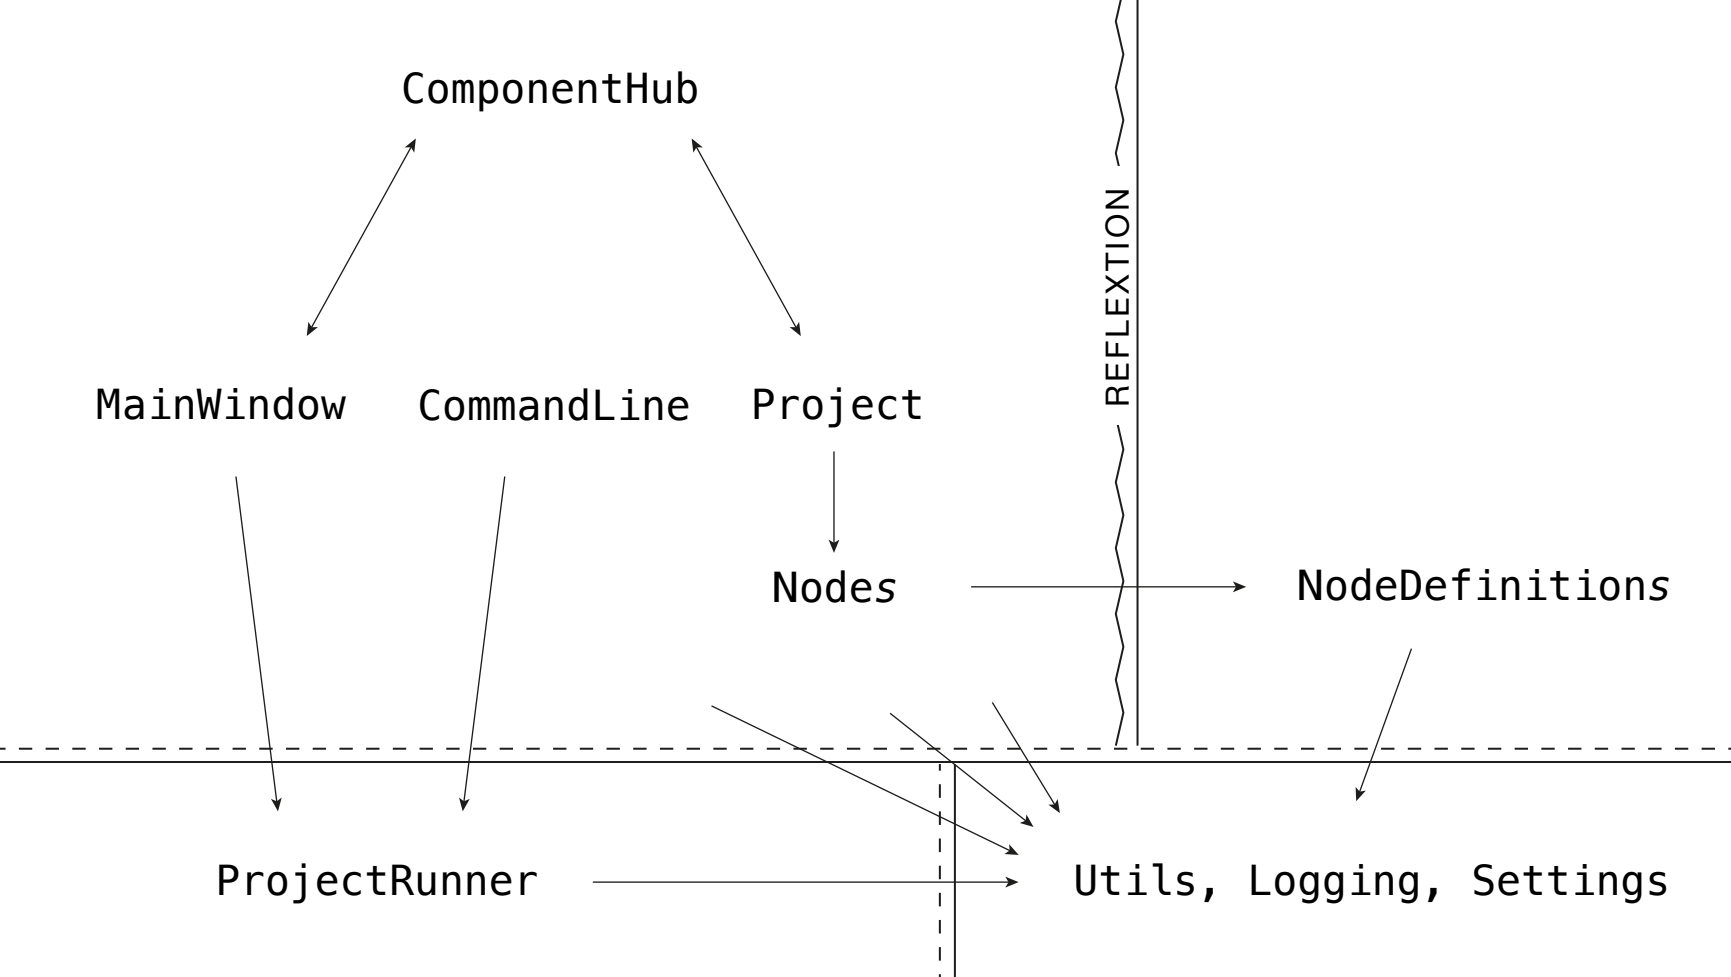 ComponentHub
REFLEXTION
MainWindow
CommandLine
Project
Nodes
NodeDefinitions
ProjectRunner
Utils, Logging, Settings